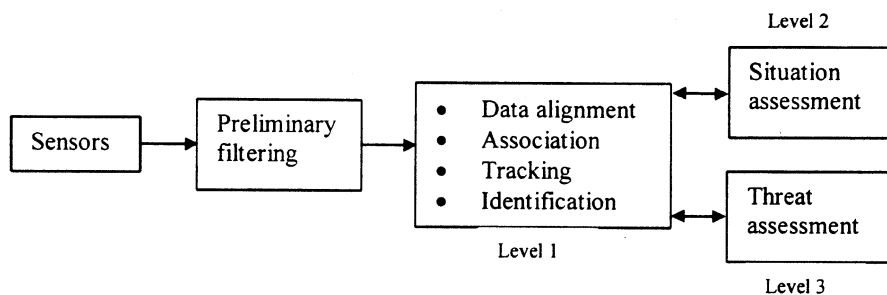 Sensors
Preliminary
filtering
• Data alignment
• Association
• Tracking
• Identification
Level 1
Level 2
Situation
assessment
Threat
assessment
Level 3